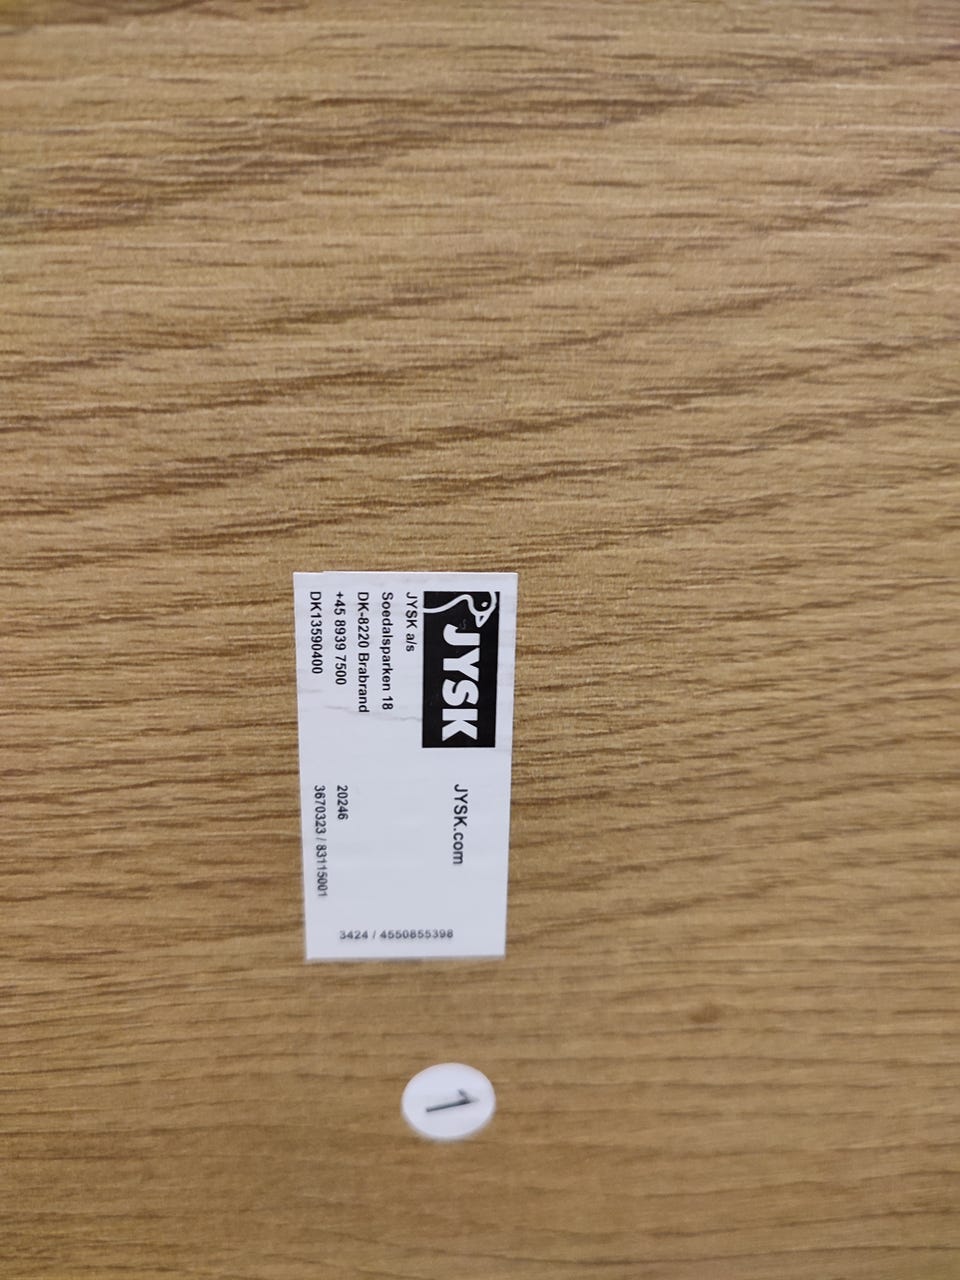 JYSK
JYSK.com
JYSK a/s
Soedalsparken 18
DK-8220 Brabrand
+45 8939 7500
DK13590400
20246
3670323 / 83115001
3424 / 4550855398
1